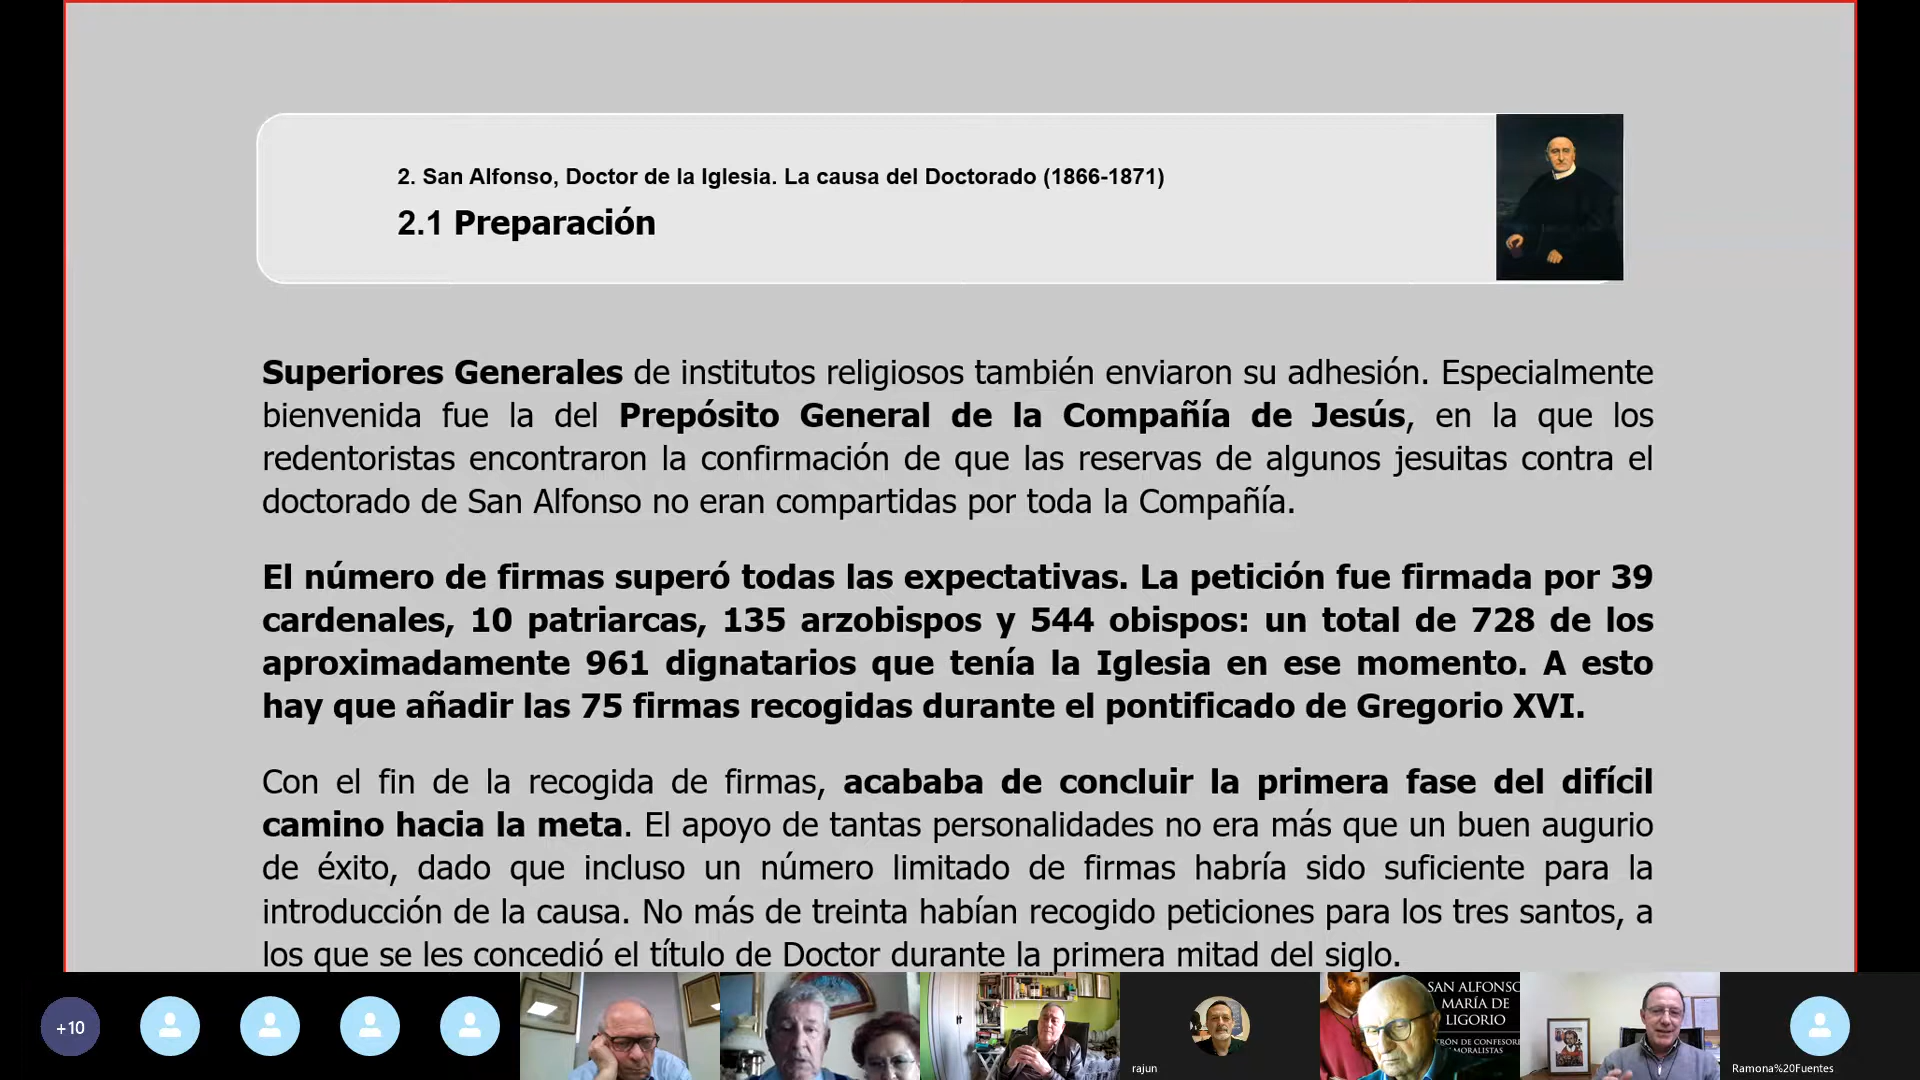 2. San Alfonso, Doctor de la Iglesia. La causa del Doctorado (1866-1871)
2.1 Preparación
Superiores Generales de institutos religiosos también enviaron su adhesión. Especialmente
bienvenida fue la del Prepósito General de la Compañía de Jesús, en la que los
redentoristas encontraron la confirmación de que las reservas de algunos jesuitas contra el
doctorado de San Alfonso no eran compartidas por toda la Compañía.
El número de firmas superó todas las expectativas. La petición fue firmada por 39
cardenales, 10 patriarcas, 135 arzobispos y 544 obispos: un total de 728 de los
aproximadamente 961 dignatarios que tenía la Iglesia en ese momento. A esto
hay que añadir las 75 firmas recogidas durante el pontificado de Gregorio XVI.
Con el fin de la recogida de firmas, acababa de concluir la primera fase del difícil
camino hacia la meta. El apoyo de tantas personalidades no era más que un buen augurio
de éxito, dado que incluso un número limitado de firmas habría sido suficiente para la
introducción de la causa. No más de treinta habían recogido peticiones para los tres santos, a
los que se les concedió el título de Doctor durante la primera mitad del siglo.
+10
rajun
SAN ALFONSO
MARÍA DE
LIGORIO
RÓN DE CONFESORE
MORALISTAS
Ramona%20Fuentes